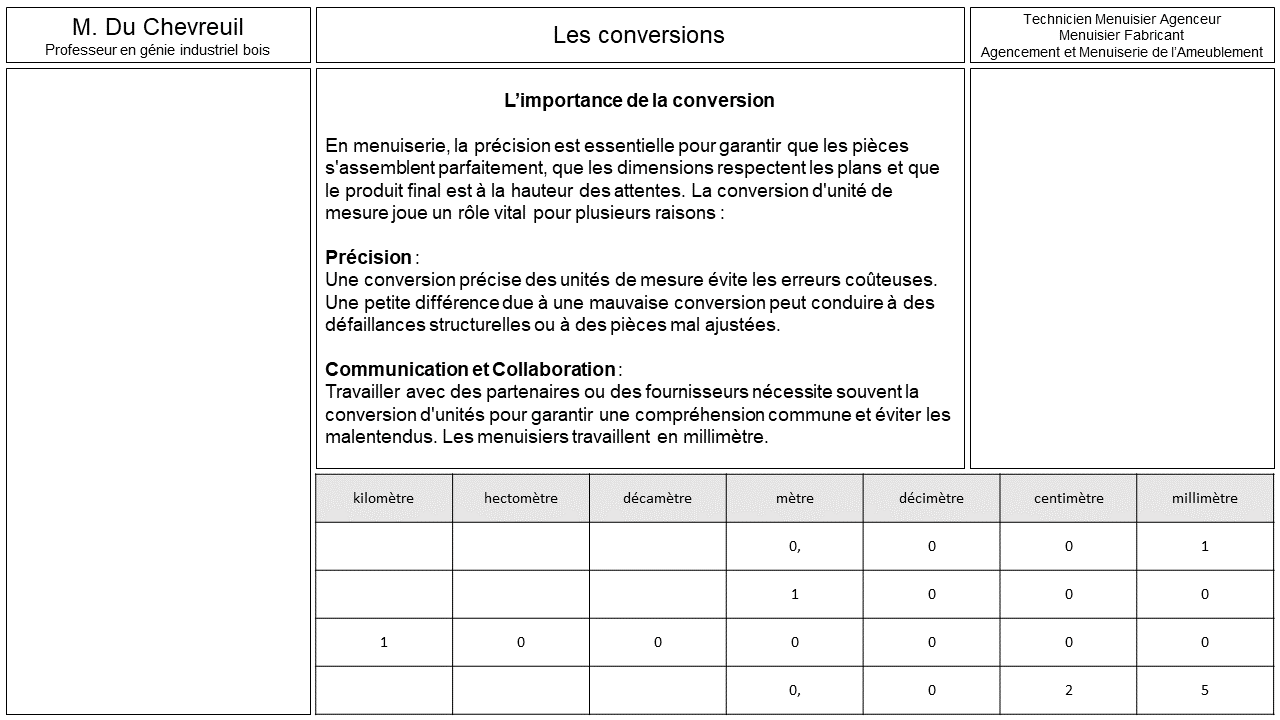 M. Du Chevreuil
Professeur en génie industriel bois
Les conversions
Technicien Menuisier Agenceur
Menuisier Fabricant
Agencement et Menuiserie de l’Ameublement
L’importance de la conversion
En menuiserie, la précision est essentielle pour garantir que les pièces
s'assemblent parfaitement, que les dimensions respectent les plans et que
le produit final est à la hauteur des attentes. La conversion d'unité de
mesure joue un rôle vital pour plusieurs raisons :
Précision :
Une conversion précise des unités de mesure évite les erreurs coûteuses.
Une petite différence due à une mauvaise conversion peut conduire à des
défaillances structurelles ou à des pièces mal ajustées.
Communication et Collaboration :
Travailler avec des partenaires ou des fournisseurs nécessite souvent la
conversion d'unités pour garantir une compréhension commune et éviter les
malentendus. Les menuisiers travaillent en millimètre.
kilomètre hectomètre décamètre mètre décimètre centimètre millimètre
0, 0 0 1
1 0 0 0
1 0 0 0 0 0 0
0, 0 2 5